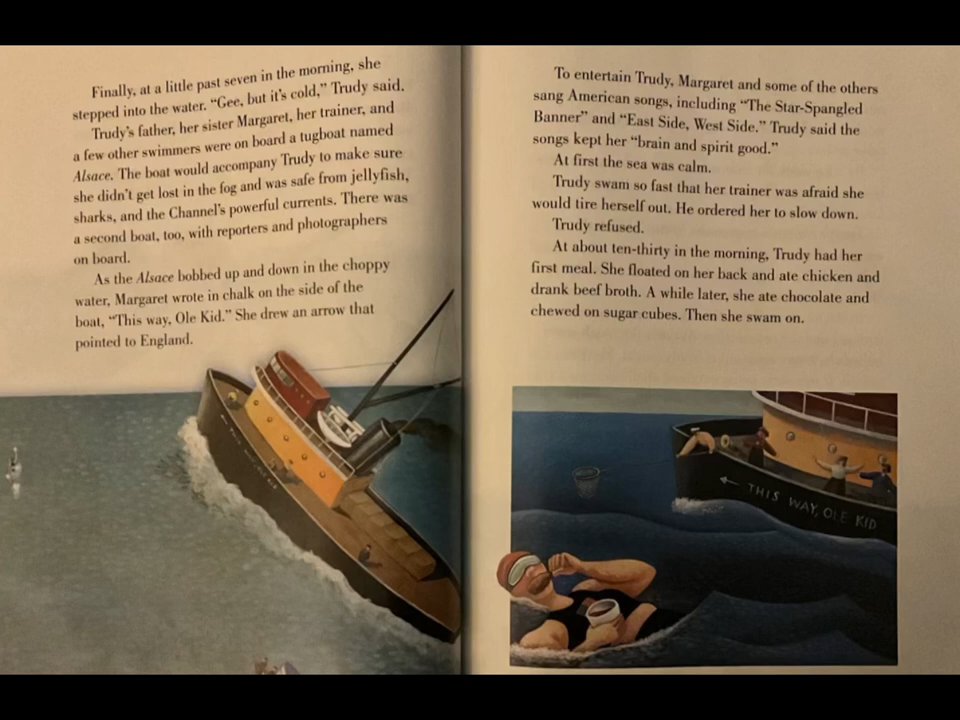 Finally, at a little past seven in the morning, she
stepped into the water. “Gee, but it’s cold,” Trudy said.
Trudy’s father, her sister Margaret, her trainer, and
a few other swimmers were on board a tugboat named
Alsace. The boat would accompany Trudy to make sure
she didn’t get lost in the fog and was safe from jellyfish,
sharks, and the Channel’s powerful currents. There was
a second boat, too, with reporters and photographers
on board.
As the Alsace bobbed up and down in the choppy
water, Margaret wrote in chalk on the side of the
boat, “This way, Ole Kid.” She drew an arrow that
pointed to England.
To entertain Trudy, Margaret and some of the others
sang American songs, including “The Star-Spangled
Banner” and “East Side, West Side.” Trudy said the
songs kept her “brain and spirit good.”
At first the sea was calm.
Trudy swam so fast that her trainer was afraid she
would tire herself out. He ordered her to slow down.
Trudy refused.
At about ten-thirty in the morning, Trudy had her
first meal. She floated on her back and ate chicken and
drank beef broth. A while later, she ate chocolate and
chewed on sugar cubes. Then she swam on.
THIS WAY, OLE KID